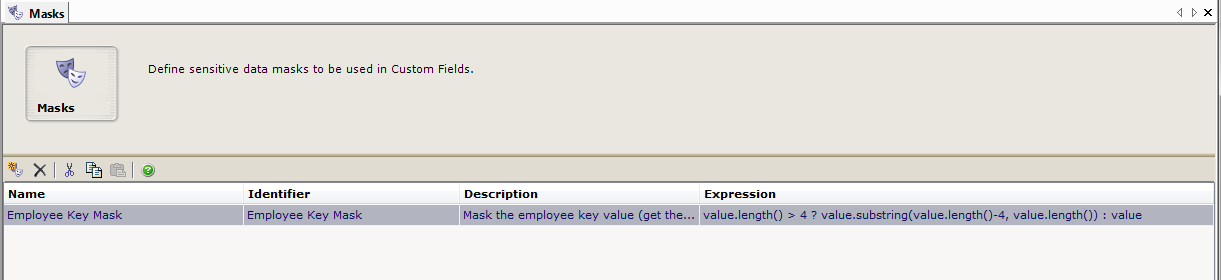 Masks
Define sensitive data masks to be used in Custom Fields.
Masks
Name Identifier Description Expression
Employee Key Mask Employee Key Mask Mask the employee key value (get the... value.length() > 4 ? value.substring(value.length()-4, value.length()) : value